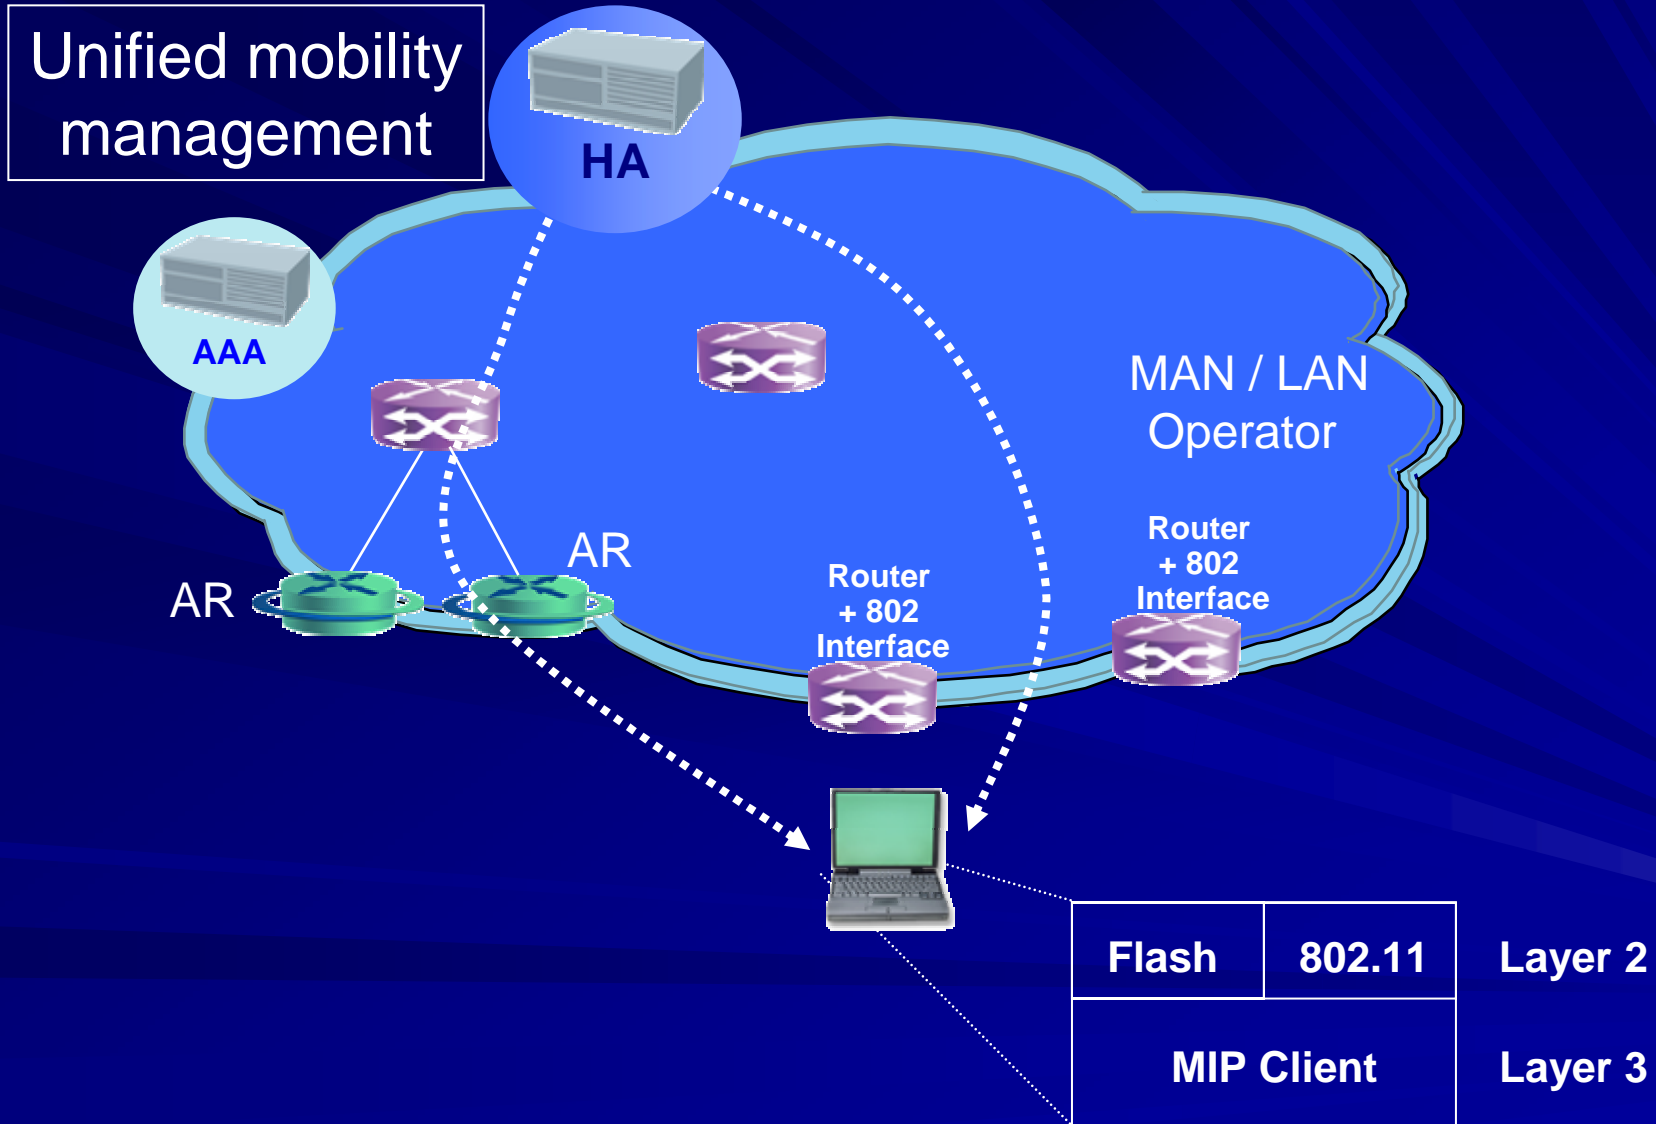 Unified mobility
management
HA
AAA
MAN / LAN
Operator
AR
AR
Router
+ 802
Interface
Router
+ 802
Interface
Flash 802.11 Layer 2
MIP Client Layer 3